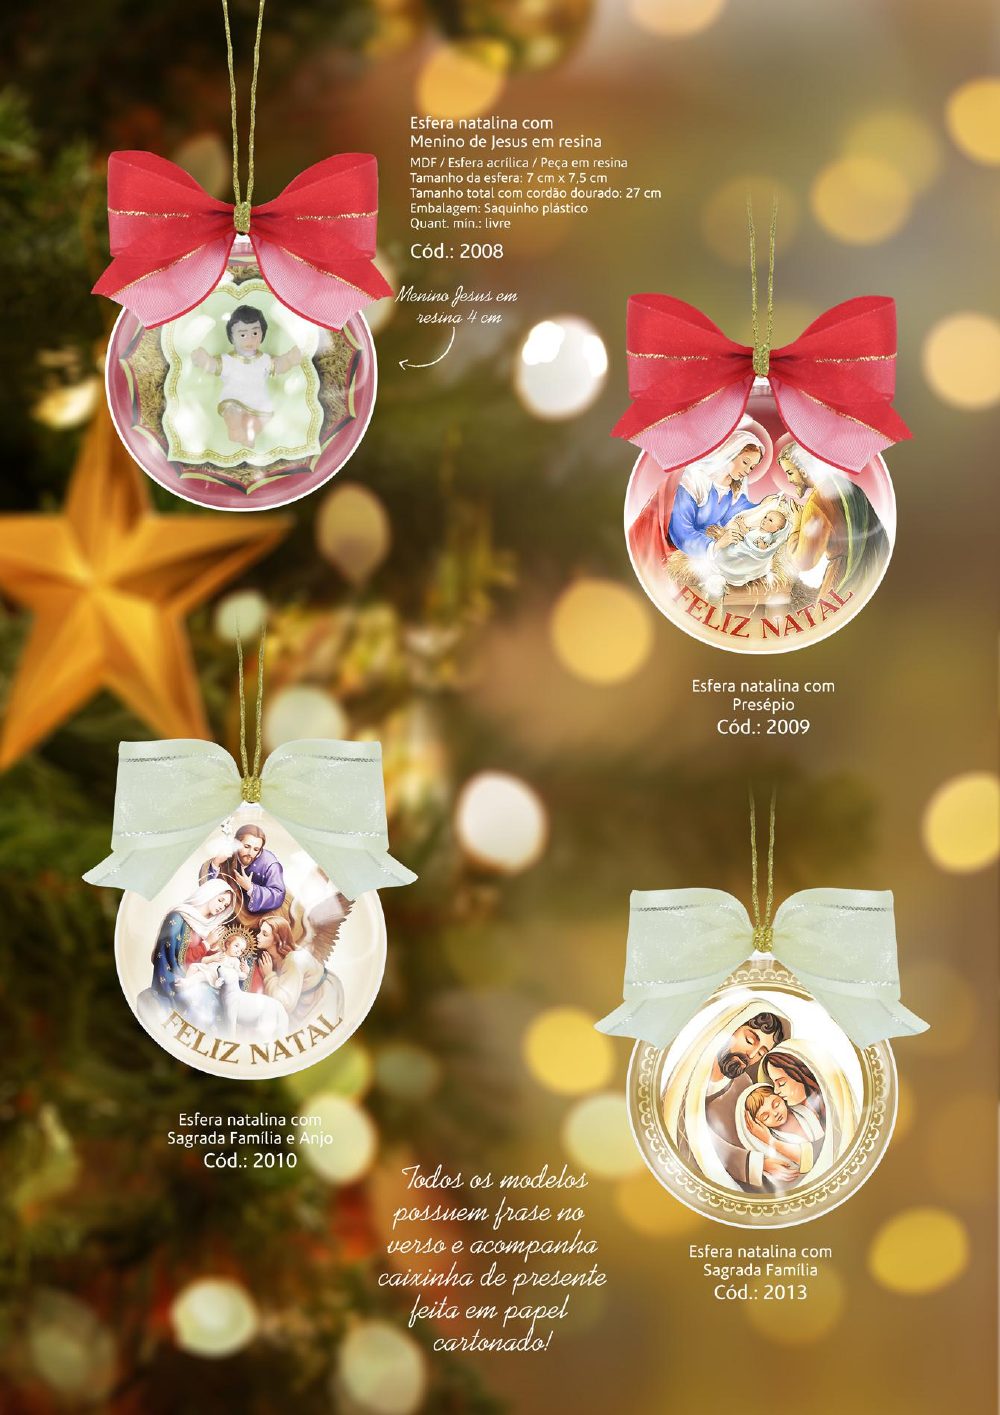 Esfera natalina com
Menino de Jesus em resina
MDF / Esfera acrílica / Peça em resina
Tamanho da esfera: 7 cm x 7,5 cm
Tamanho total com cordão dourado: 27 cm
Embalagem: Saquinho plástico
Quant. mín.: livre
Cód.: 2008
Menino Jesus em
resina 4 cm
FELIZ NATAL
Esfera natalina com
Presépio
Cód.: 2009
FELIZ NATAL
Esfera natalina com
Sagrada Família e Anjo
Cód.: 2010
Esfera natalina com
Sagrada Família
Cód.: 2013
Todos os modelos
possuem frase no
verso e acompanha
caixinha de presente
feita em papel
cartonado!